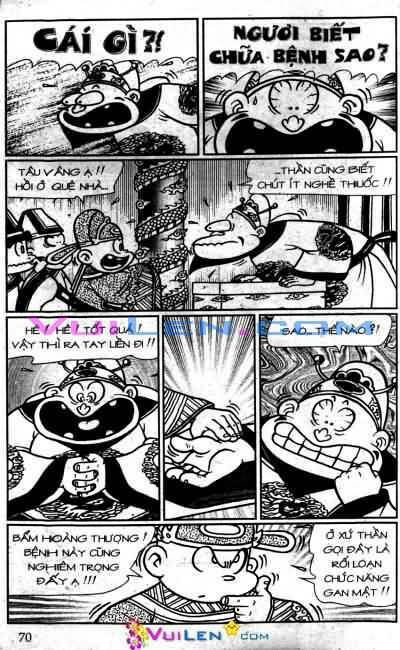 CÁI GÌ?!
NGƯƠI BIẾT
CHỮA BỆNH SAO?
TÂU VÂNG Ạ!!
HỒI Ở QUÊ NHÀ...
...THẦN CŨNG BIẾT
CHÚT ÍT NGHỀ THUỐC!!
HÊ! HÊ! TỐT QUÁ!
VẬY THÌ RA TAY LIỀN ĐI!!
SAO... THẾ NÀO?!
VUILEN.COM
BẨM HOÀNG THƯỢNG!
BỆNH NÀY CŨNG
NGHIÊM TRỌNG
ĐẤY Ạ!!!
Ở XỨ THẦN
GỌI ĐÂY LÀ
RỐI LOẠN
CHỨC NĂNG
GAN MẬT!!
70
VUILEN.COM